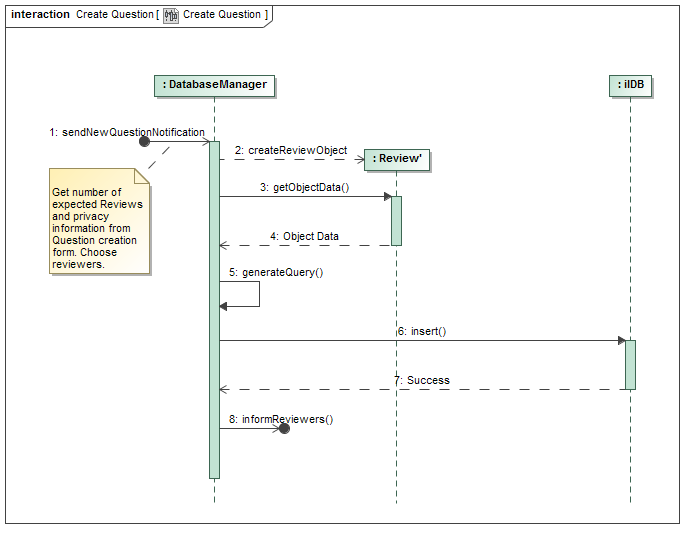 interaction Create Question [ Create Question ]
: DatabaseManager
: ilDB
1: sendNewQuestionNotification
2: createReviewObject
: Review'
Get number of
expected Reviews
and privacy
information from
Question creation
form. Choose
reviewers.
3: getObjectData()
4: Object Data
5: generateQuery()
6: insert()
7: Success
8: informReviewers()